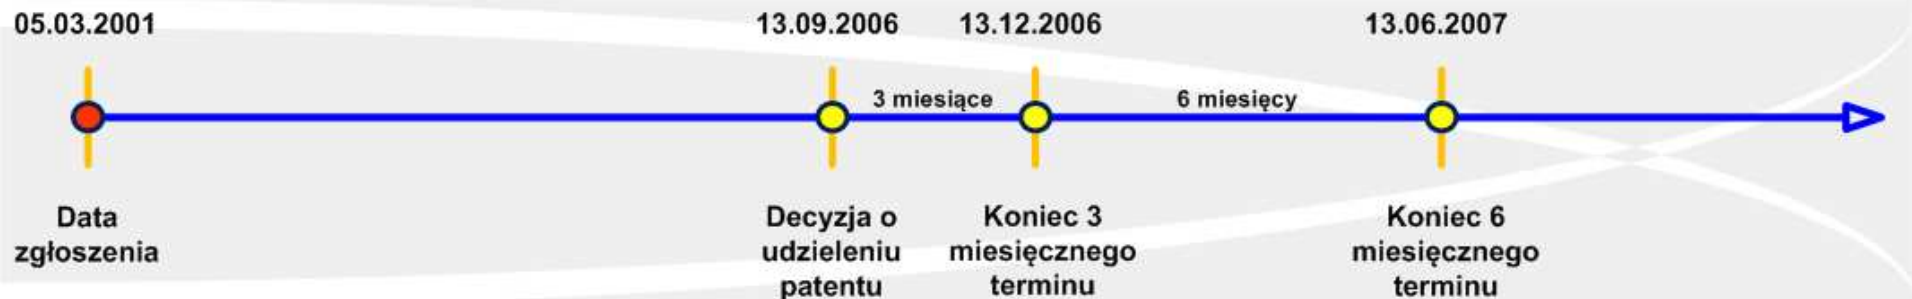 05.03.2001
13.09.2006
13.12.2006
13.06.2007
3 miesiące
6 miesięcy
Data
zgłoszenia
Decyzja o
udzieleniu
patentu
Koniec 3
miesięcznego
terminu
Koniec 6
miesięcznego
terminu